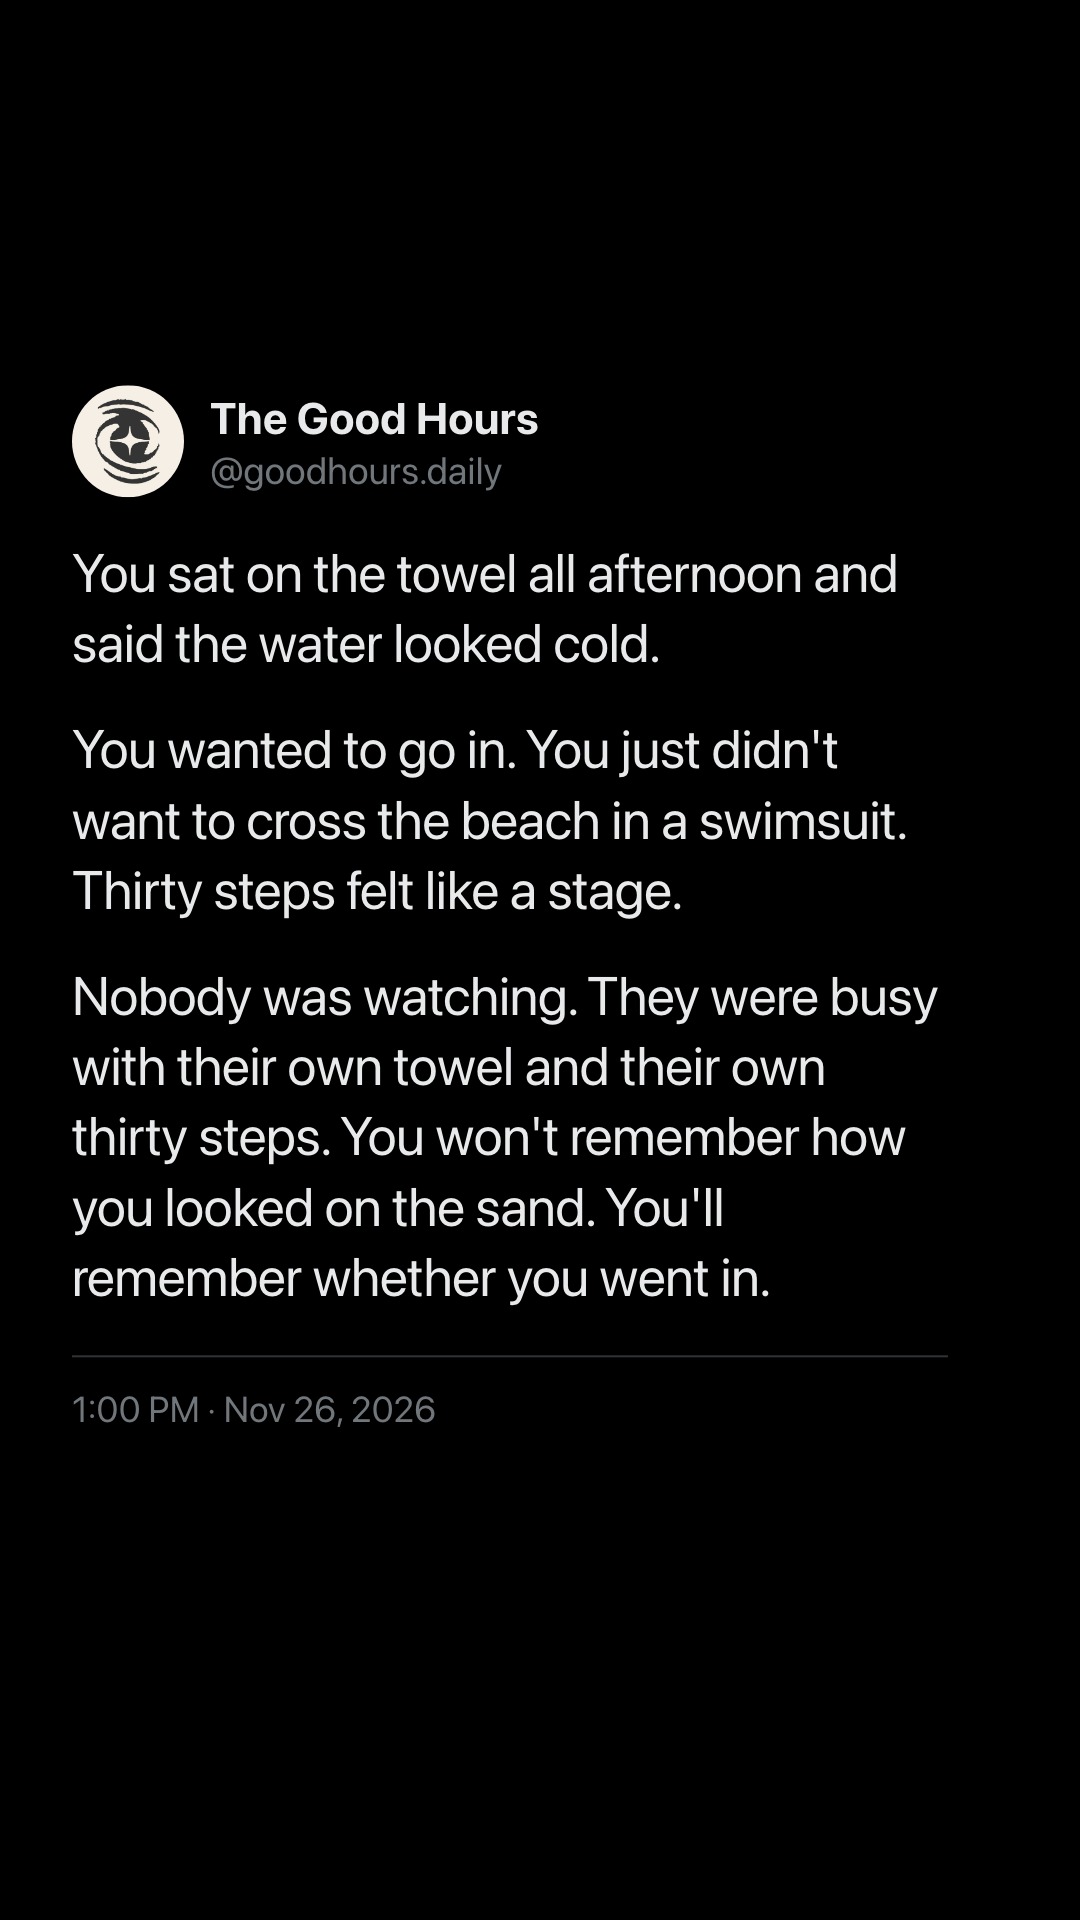 The Good Hours
@goodhours.daily
You sat on the towel all afternoon and
said the water looked cold.
You wanted to go in. You just didn't
want to cross the beach in a swimsuit.
Thirty steps felt like a stage.
Nobody was watching. They were busy
with their own towel and their own
thirty steps. You won't remember how
you looked on the sand. You'll
remember whether you went in.
1:00 PM · Nov 26, 2026